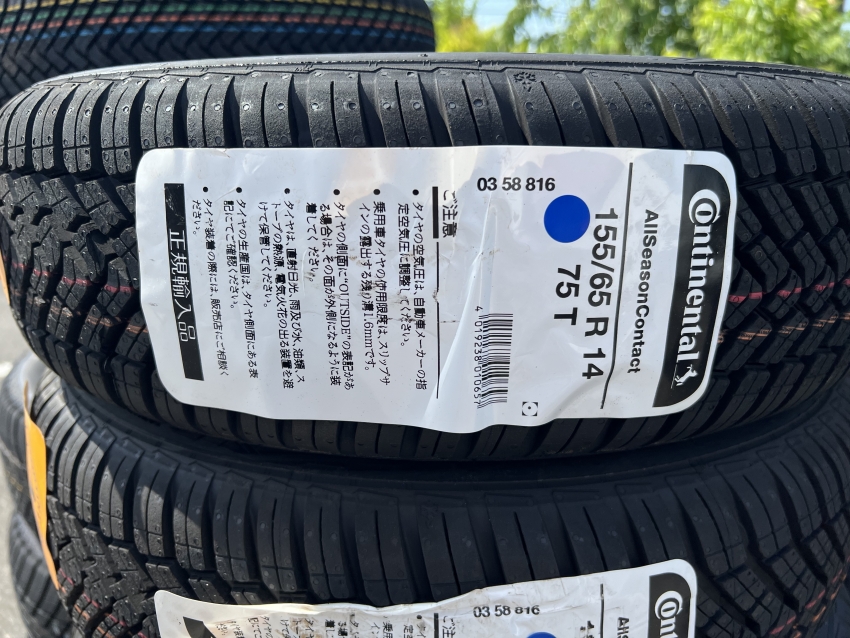 Continental
AllSeasonContact
155/65 R 14
75 T
03 58 816
4 019238 010657
ご注意
・タイヤの空気圧は、自動車メーカーの指
定空気圧に調整してください。
・乗用車タイヤの使用限度は、スリップサ
インの露出する残り溝1.6mmです。
・タイヤの側面に"OUTSIDE"の表記があ
る場合は、その面が外側になるように装
着してください。
・タイヤは、直射日光、雨及び水、油類、ス
トーブの熱源、電気火花の出る装置を避
けて保管してください。
・タイヤの生産国は、タイヤ側面にある表
記にてご確認ください。
・タイヤ装着の際には、販売店にご相談く
ださい。
正規輸入品
03 58 816